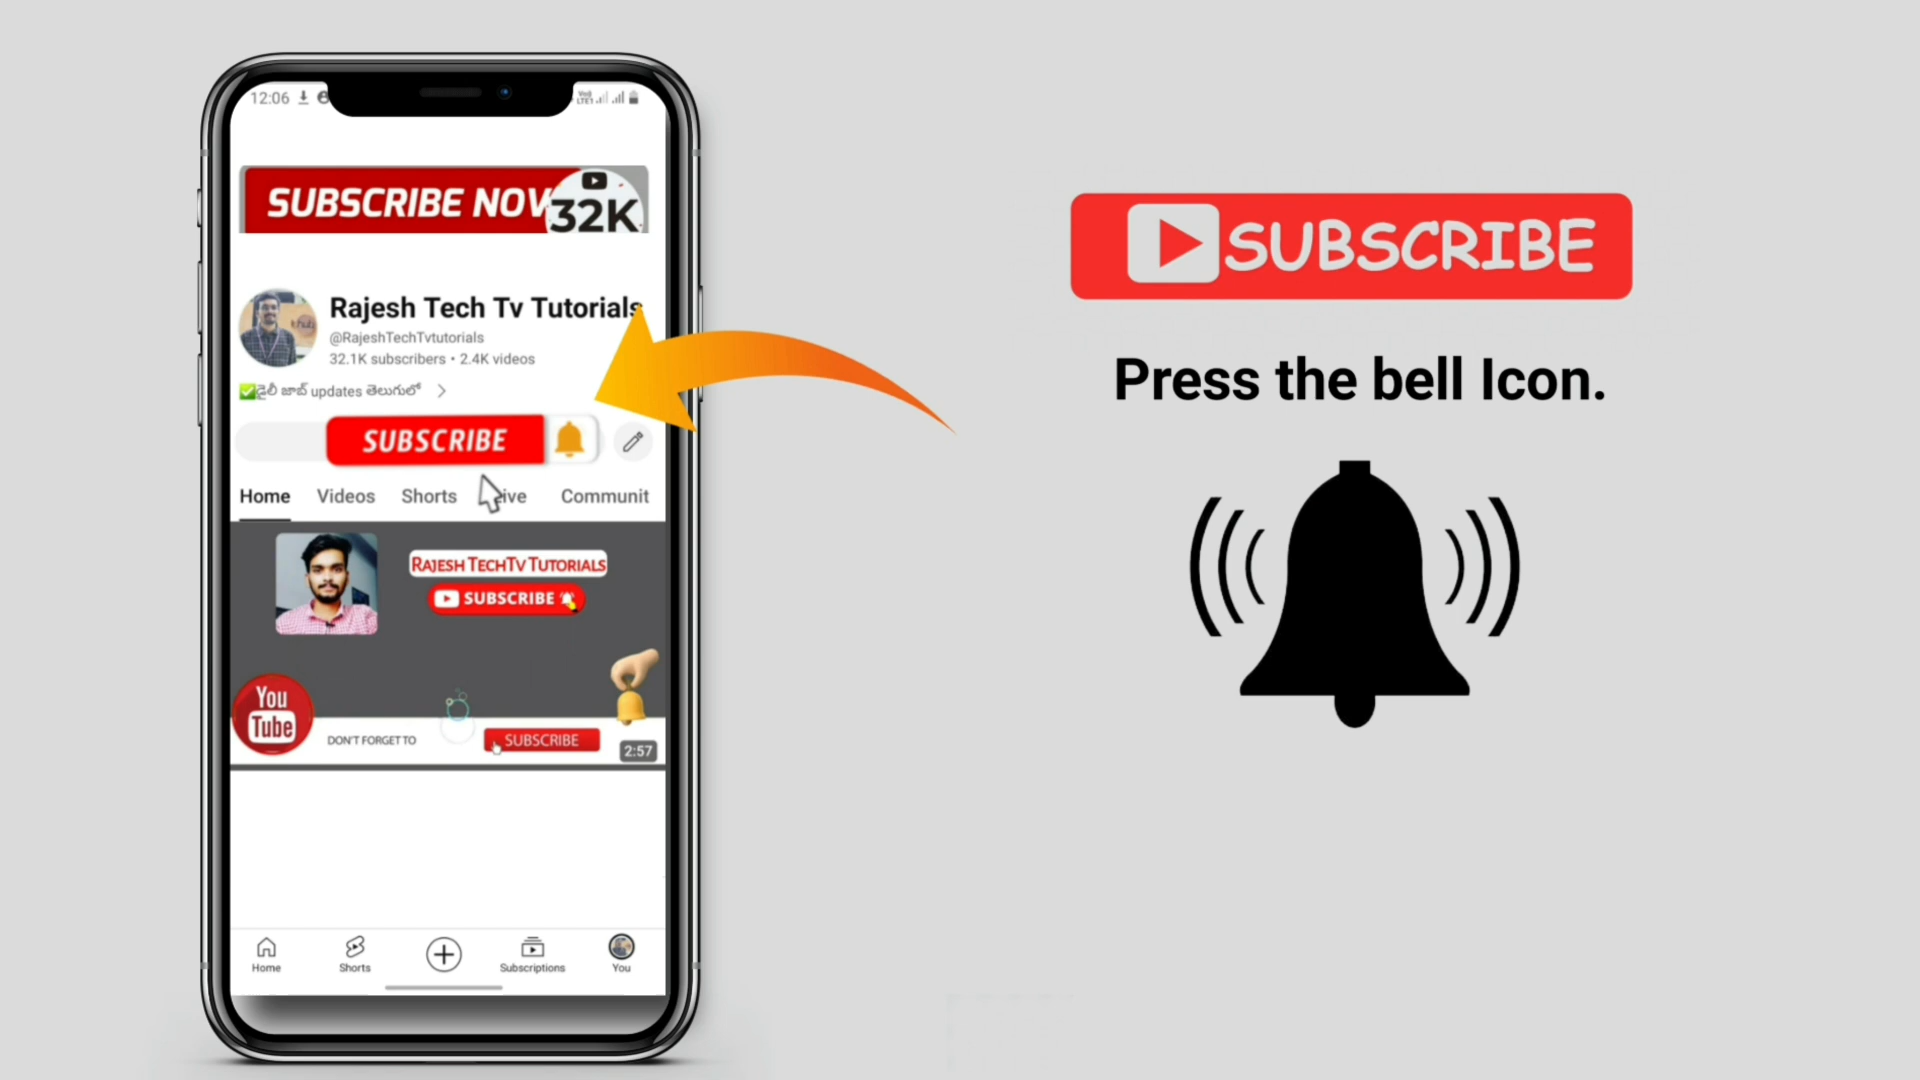 12:06
SUBSCRIBE NOW
32K
Rajesh Tech Tv Tutorials
@RajeshTechTvtutorials
32.1K subscribers • 2.4K videos
✅డైలీ జాబ్ updates తెలుగులో
SUBSCRIBE
Home Videos Shorts Live Communit
RAJESH TECHTV TUTORIALS
SUBSCRIBE
You
Tube
DON'T FORGET TO
SUBSCRIBE
2:57
Home Shorts Subscriptions You
SUBSCRIBE
Press the bell Icon.